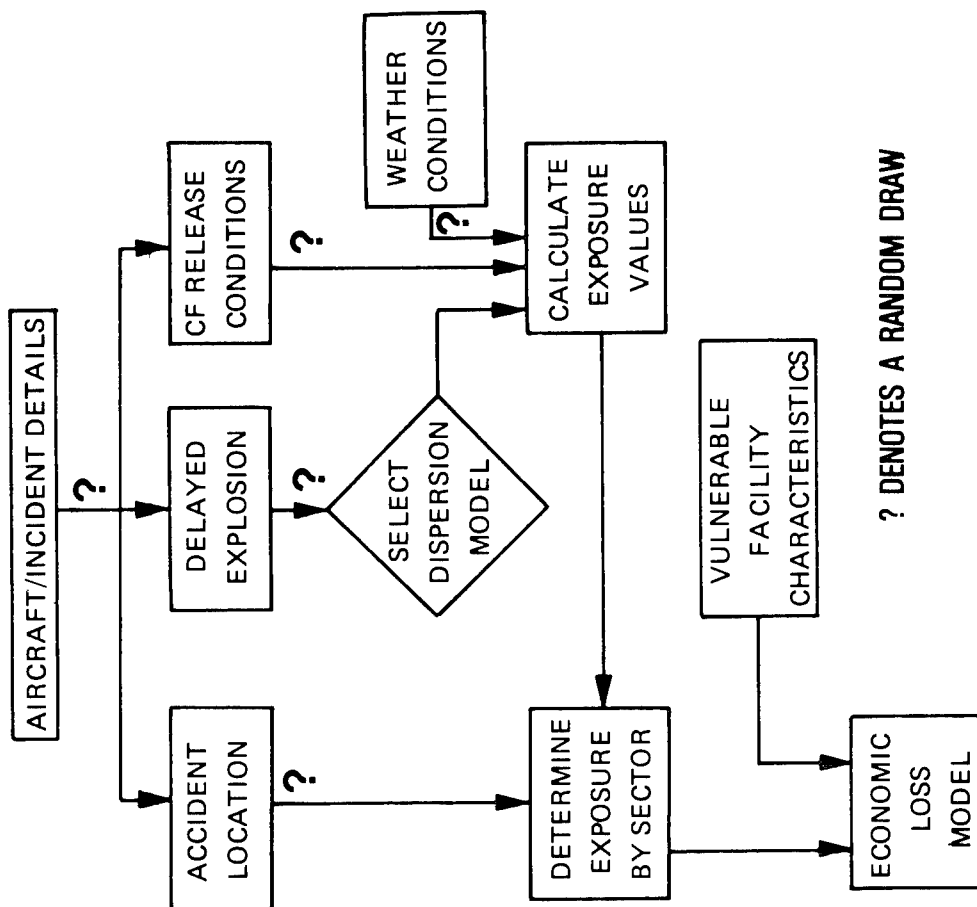 AIRCRAFT/INCIDENT DETAILS
?
ACCIDENT
LOCATION
?
DELAYED
EXPLOSION
?
CF RELEASE
CONDITIONS
?
WEATHER
CONDITIONS
?
SELECT
DISPERSION
MODEL
CALCULATE
EXPOSURE
VALUES
DETERMINE
EXPOSURE
BY SECTOR
VULNERABLE
FACILITY
CHARACTERISTICS
ECONOMIC
LOSS
MODEL
? DENOTES A RANDOM DRAW